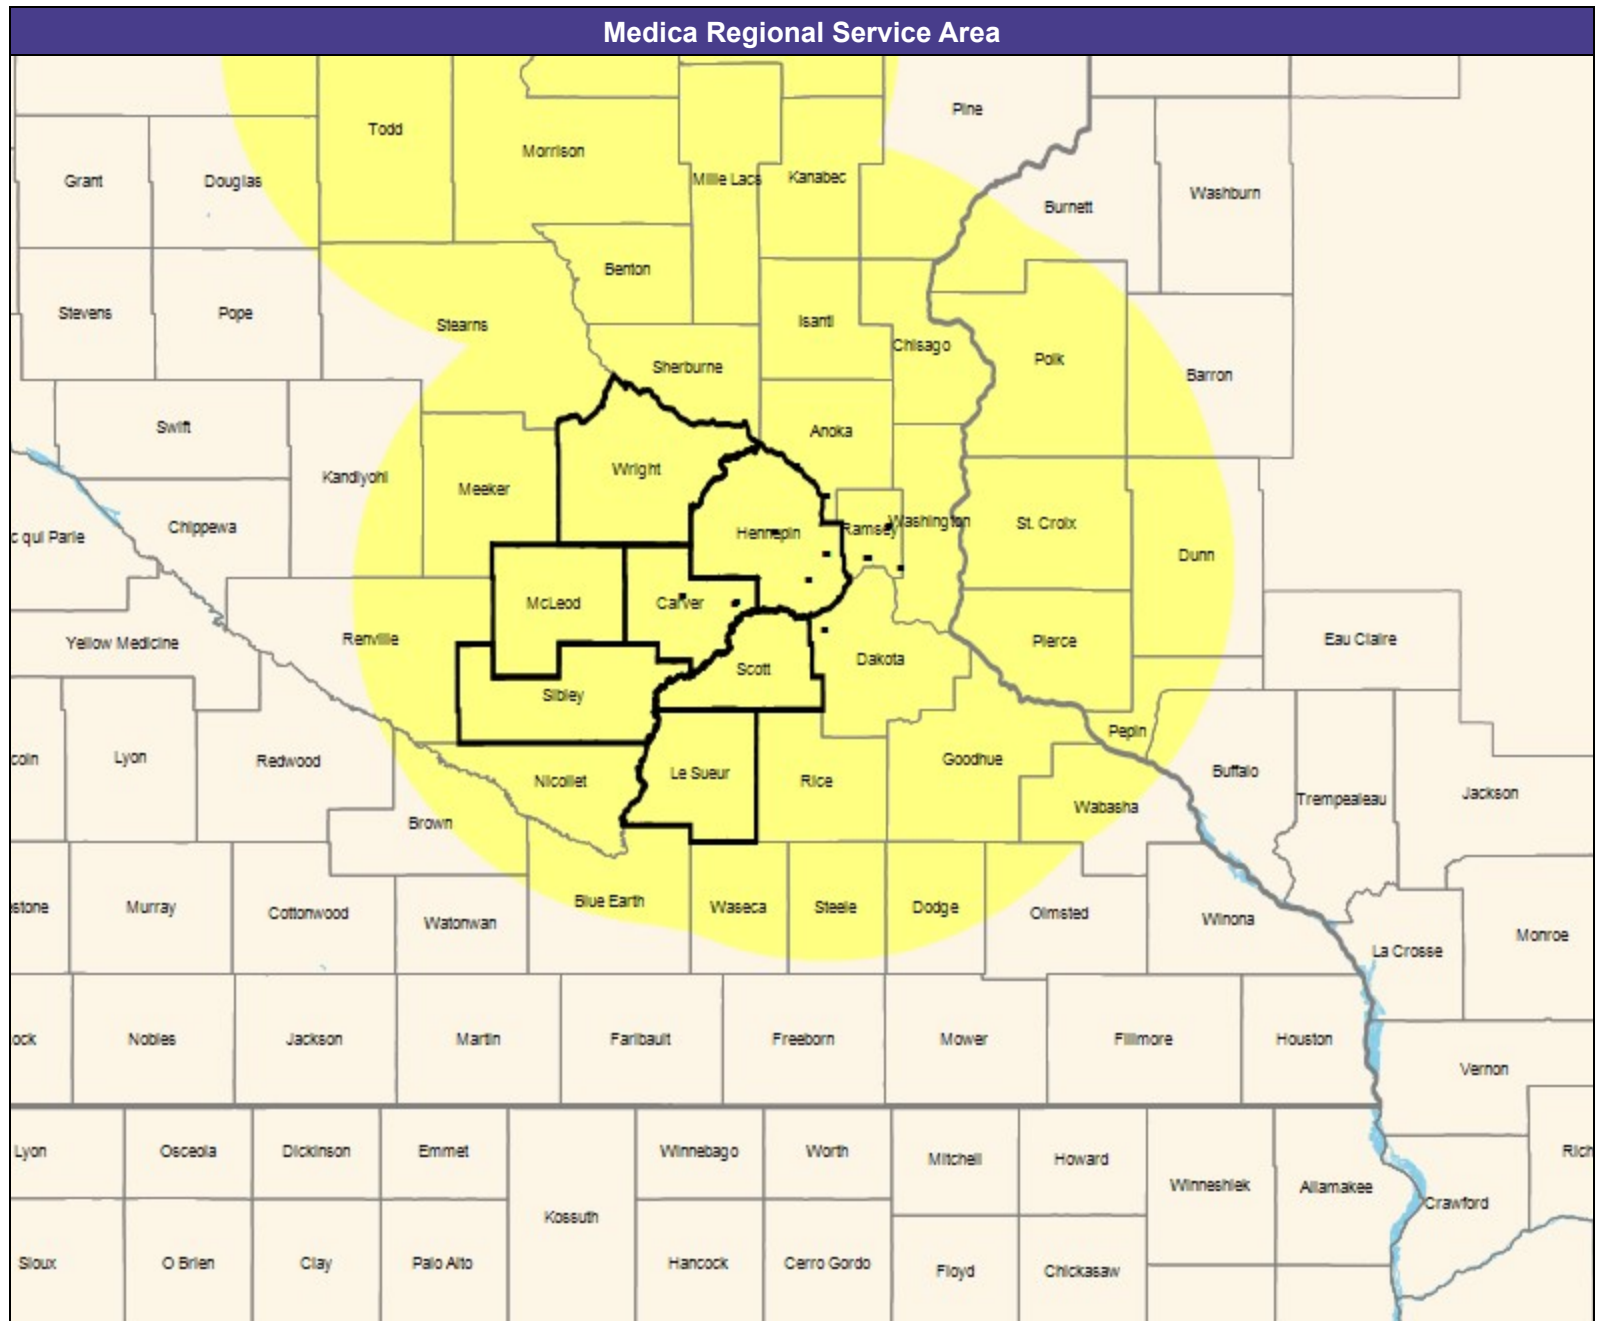 Medica Regional Service Area
Pine
Todd
Morrison
Grant
Douglas
Mille Lacs
Kanabec
Washburn
Burnett
Benton
Stevens
Pope
Stearns
Isanti
Chisago
Polk
Barron
Sherburne
Swift
Anoka
Wright
Kandiyohi
Meeker
Chippewa
Hennepin
Ramsey
Washington
St. Croix
Dunn
c qui Parle
McLeod
Carver
Yellow Medicine
Renville
Scott
Dakota
Pierce
Eau Claire
Sibley
coln
Lyon
Redwood
Nicollet
Le Sueur
Rice
Goodhue
Pepin
Buffalo
Trempealeau
Jackson
Brown
Wabasha
stone
Murray
Cottonwood
Watonwan
Blue Earth
Waseca
Steele
Dodge
Olmsted
Winona
La Crosse
Monroe
ock
Nobles
Jackson
Martin
Faribault
Freeborn
Mower
Fillmore
Houston
Vernon
Lyon
Osceola
Dickinson
Emmet
Winnebago
Worth
Mitchell
Howard
Winneshiek
Allamakee
Crawford
Rich
Kossuth
Sioux
O Brien
Clay
Palo Alto
Hancock
Cerro Gordo
Floyd
Chickasaw